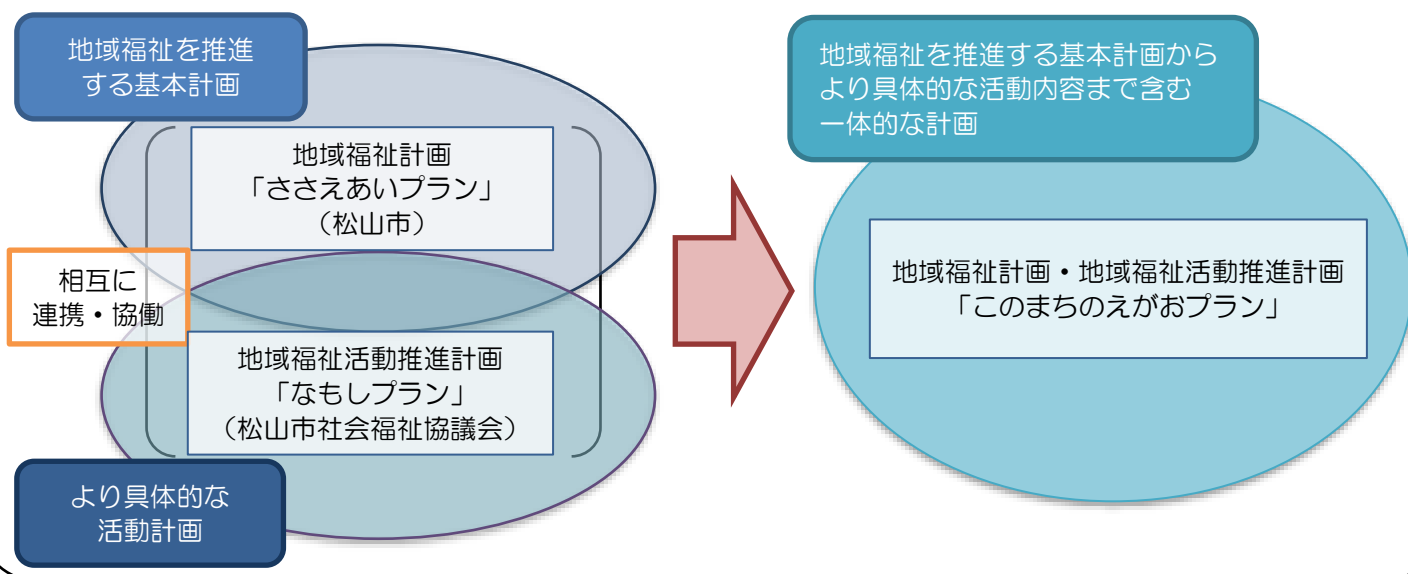 地域福祉を推進
する基本計画
地域福祉計画
「ささえあいプラン」
（松山市）
相互に
連携・協働
地域福祉活動推進計画
「なもしプラン」
（松山市社会福祉協議会）
より具体的な
活動計画
地域福祉を推進する基本計画から
より具体的な活動内容まで含む
一体的な計画
地域福祉計画・地域福祉活動推進計画
「このまちのえがおプラン」